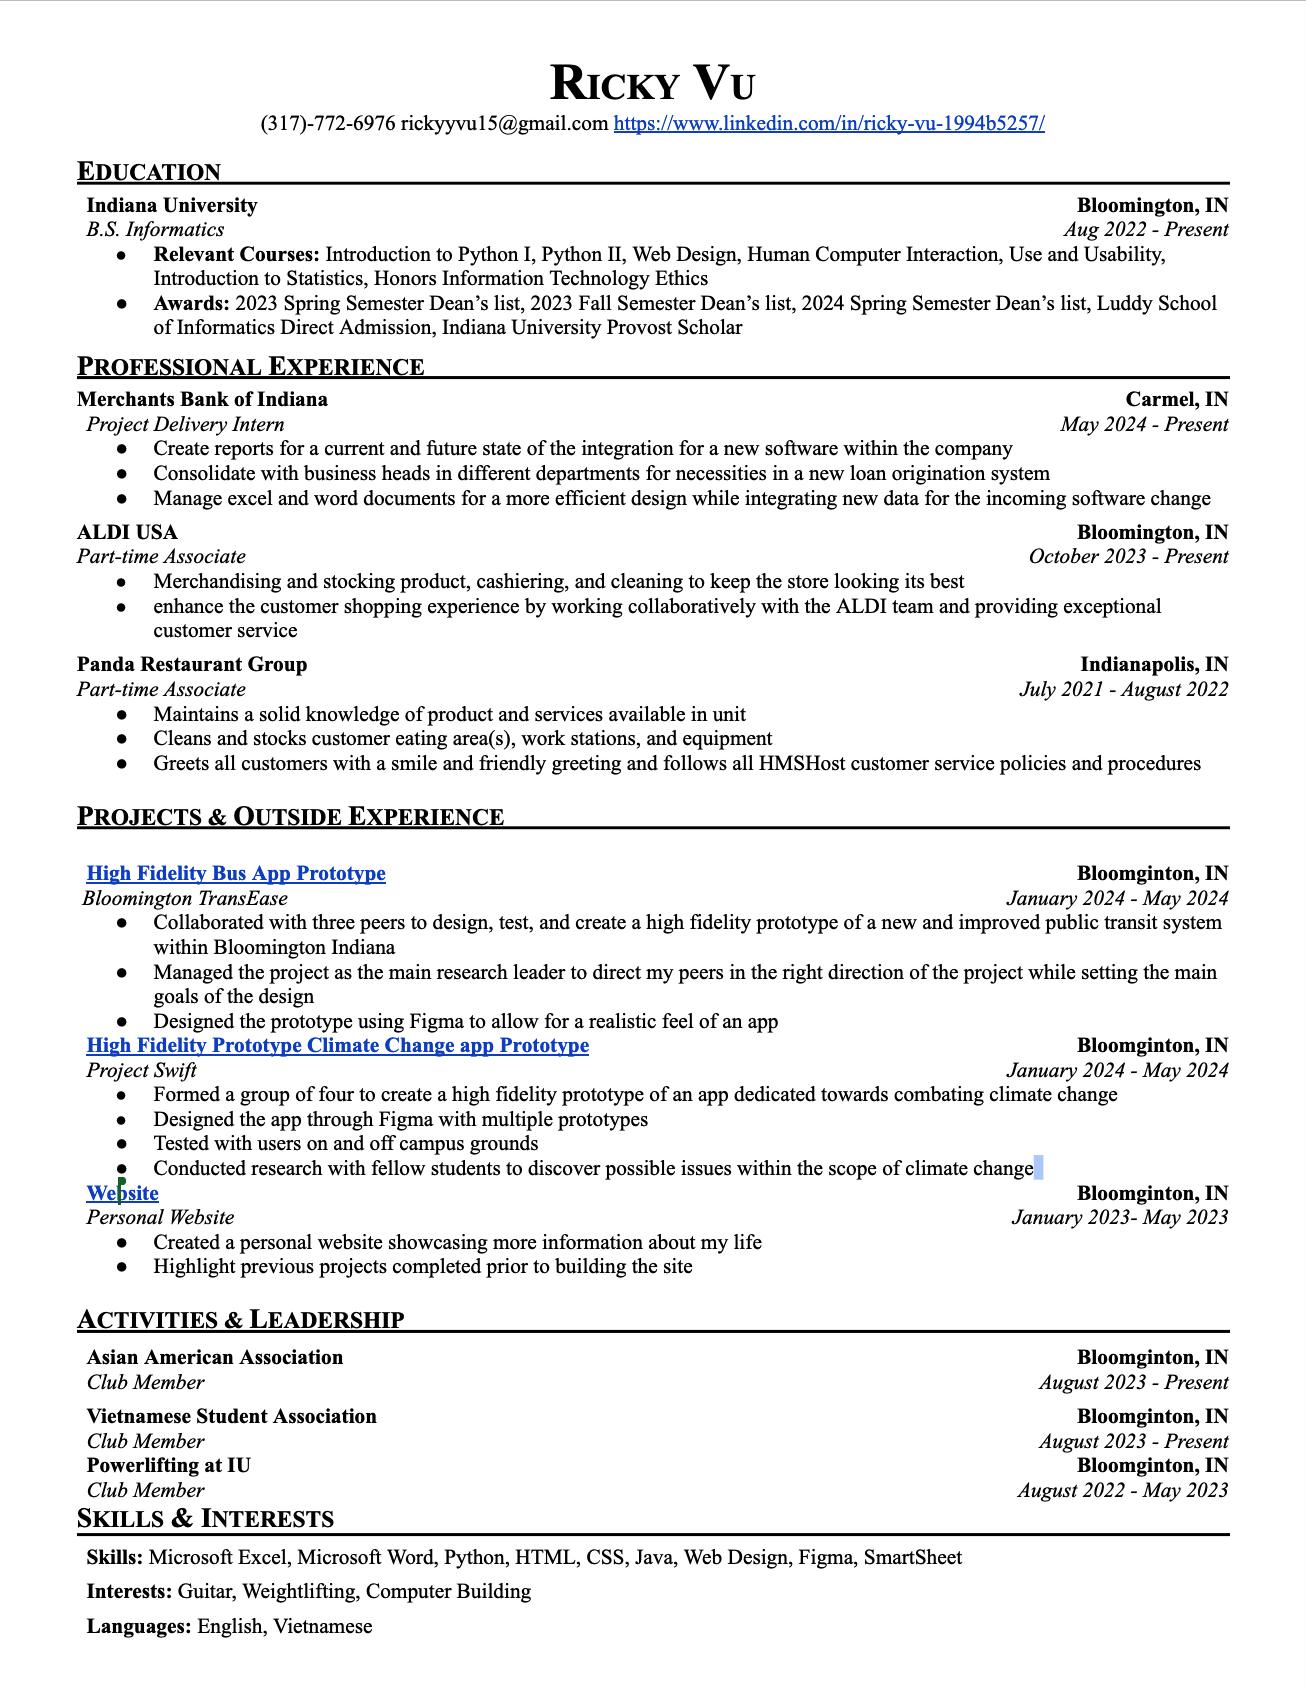 RICKY VU
(317)-772-6976 rickyyvu15@gmail.com https://www.linkedin.com/in/ricky-vu-1994b5257/
EDUCATION
Indiana University Bloomington, IN
B.S. Informatics Aug 2022 - Present
● Relevant Courses: Introduction to Python I, Python II, Web Design, Human Computer Interaction, Use and Usability,
Introduction to Statistics, Honors Information Technology Ethics
● Awards: 2023 Spring Semester Dean’s list, 2023 Fall Semester Dean’s list, 2024 Spring Semester Dean’s list, Luddy School
of Informatics Direct Admission, Indiana University Provost Scholar
PROFESSIONAL EXPERIENCE
Merchants Bank of Indiana Carmel, IN
Project Delivery Intern May 2024 - Present
● Create reports for a current and future state of the integration for a new software within the company
● Consolidate with business heads in different departments for necessities in a new loan origination system
● Manage excel and word documents for a more efficient design while integrating new data for the incoming software change
ALDI USA Bloomington, IN
Part-time Associate October 2023 - Present
● Merchandising and stocking product, cashiering, and cleaning to keep the store looking its best
● enhance the customer shopping experience by working collaboratively with the ALDI team and providing exceptional
customer service
Panda Restaurant Group Indianapolis, IN
Part-time Associate July 2021 - August 2022
● Maintains a solid knowledge of product and services available in unit
● Cleans and stocks customer eating area(s), work stations, and equipment
● Greets all customers with a smile and friendly greeting and follows all HMSHost customer service policies and procedures
PROJECTS & OUTSIDE EXPERIENCE
High Fidelity Bus App Prototype Bloomginton, IN
Bloomington TransEase January 2024 - May 2024
● Collaborated with three peers to design, test, and create a high fidelity prototype of a new and improved public transit system
within Bloomington Indiana
● Managed the project as the main research leader to direct my peers in the right direction of the project while setting the main
goals of the design
● Designed the prototype using Figma to allow for a realistic feel of an app
High Fidelity Prototype Climate Change app Prototype Bloomginton, IN
Project Swift January 2024 - May 2024
● Formed a group of four to create a high fidelity prototype of an app dedicated towards combating climate change
● Designed the app through Figma with multiple prototypes
● Tested with users on and off campus grounds
● Conducted research with fellow students to discover possible issues within the scope of climate change
Website Bloomginton, IN
Personal Website January 2023- May 2023
● Created a personal website showcasing more information about my life
● Highlight previous projects completed prior to building the site
ACTIVITIES & LEADERSHIP
Asian American Association Bloomginton, IN
Club Member August 2023 - Present
Vietnamese Student Association Bloomginton, IN
Club Member August 2023 - Present
Powerlifting at IU Bloomginton, IN
Club Member August 2022 - May 2023
SKILLS & INTERESTS
Skills: Microsoft Excel, Microsoft Word, Python, HTML, CSS, Java, Web Design, Figma, SmartSheet
Interests: Guitar, Weightlifting, Computer Building
Languages: English, Vietnamese